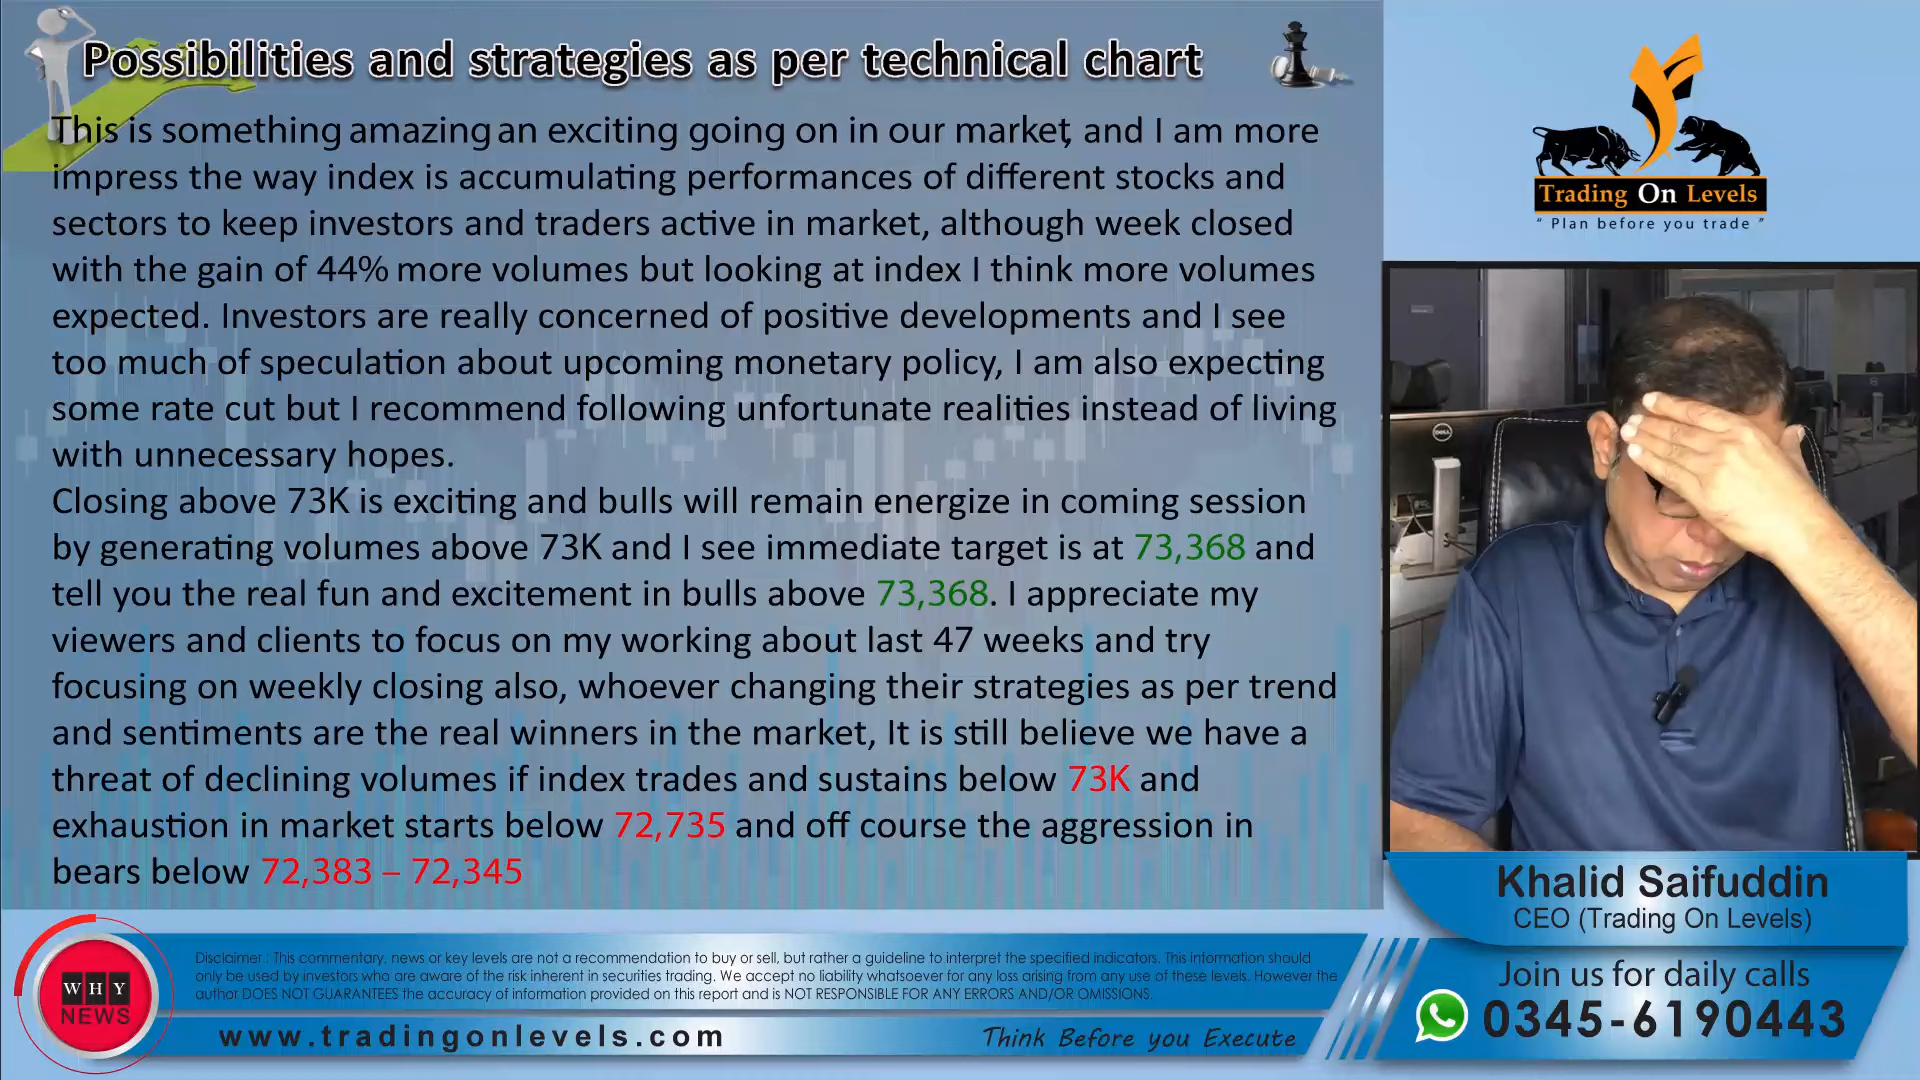 Possibilities and strategies as per technical chart
This is something amazing an exciting going on in our market, and I am more
impress the way index is accumulating performances of different stocks and
sectors to keep investors and traders active in market, although week closed
with the gain of 44% more volumes but looking at index I think more volumes
expected. Investors are really concerned of positive developments and I see
too much of speculation about upcoming monetary policy, I am also expecting
some rate cut but I recommend following unfortunate realities instead of living
with unnecessary hopes.
Closing above 73K is exciting and bulls will remain energize in coming session
by generating volumes above 73K and I see immediate target is at 73,368 and
tell you the real fun and excitement in bulls above 73,368. I appreciate my
viewers and clients to focus on my working about last 47 weeks and try
focusing on weekly closing also, whoever changing their strategies as per trend
and sentiments are the real winners in the market, It is still believe we have a
threat of declining volumes if index trades and sustains below 73K and
exhaustion in market starts below 72,735 and off course the aggression in
bears below 72,383 – 72,345
Trading On Levels
" Plan before you trade "
DELL
Khalid Saifuddin
CEO (Trading On Levels)
Join us for daily calls
0345-6190443
WHY
NEWS
Disclaimer : This commentary, news or key levels are not a recommendation to buy or sell, but rather a guideline to interpret the specified indicators. This information should
only be used by investors who are aware of the risk inherent in securities trading. We accept no liability whatsoever for any loss arising from any use of these levels. However the
author DOES NOT GUARANTEES the accuracy of information provided on this report and is NOT RESPONSIBLE FOR ANY ERRORS AND/OR OMISSIONS.
www.tradingonlevels.com
Think Before you Execute